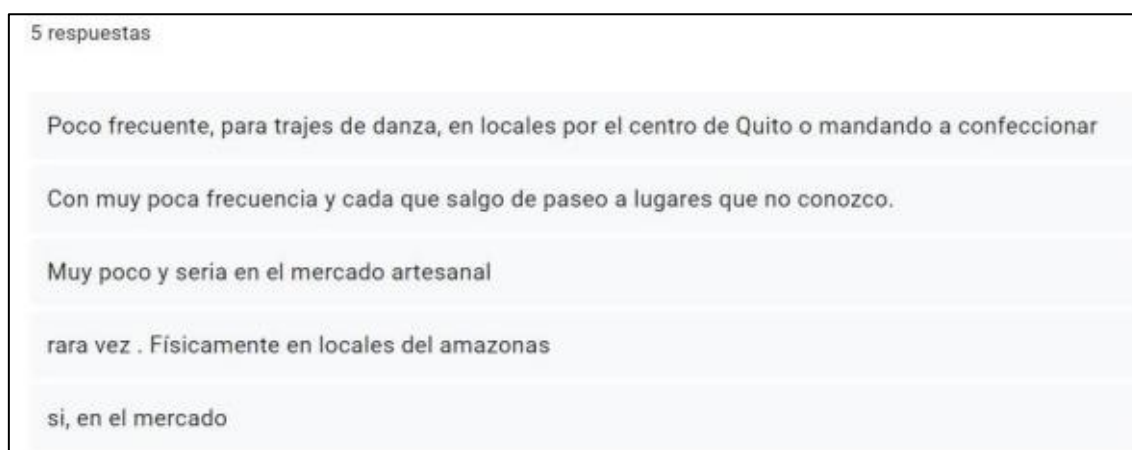 5 respuestas
Poco frecuente, para trajes de danza, en locales por el centro de Quito o mandando a confeccionar
Con muy poca frecuencia y cada que salgo de paseo a lugares que no conozco.
Muy poco y seria en el mercado artesanal
rara vez . Físicamente en locales del amazonas
si, en el mercado